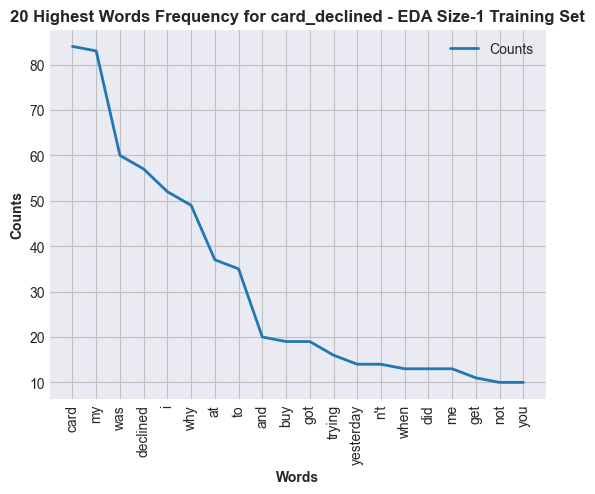 20 Highest Words Frequency for card_declined - EDA Size-1 Training Set
Counts
80
70
60
50
40
30
20
10
Counts
card
my
was
declined
i
why
at
to
and
buy
got
trying
yesterday
n't
when
did
me
get
not
you
Words